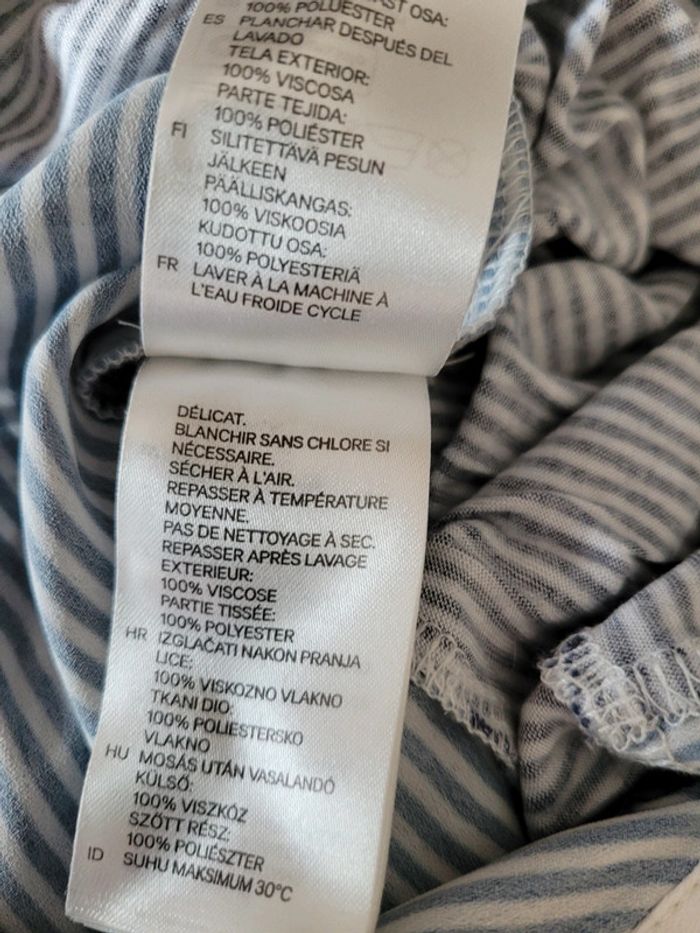 OSA:
100% POLUESTER
ES PLANCHAR DESPUÉS DEL
LAVADO
TELA EXTERIOR:
100% VISCOSA
PARTE TEJIDA:
100% POLIÉSTER
FI SILITETTÄVÄ PESUN
JÄLKEEN
PÄÄLLISKANGAS:
100% VISKOOSIA
KUDOTTU OSA:
100% POLYESTERIÄ
FR LAVER À LA MACHINE À
L'EAU FROIDE CYCLE
DÉLICAT.
BLANCHIR SANS CHLORE SI
NÉCESSAIRE.
SÉCHER À L'AIR.
REPASSER À TEMPÉRATURE
MOYENNE.
PAS DE NETTOYAGE À SEC.
REPASSER APRÈS LAVAGE
EXTERIEUR:
100% VISCOSE
PARTIE TISSÉE:
100% POLYESTER
HR IZGLAČATI NAKON PRANJA
LICE:
100% VISKOZNO VLAKNO
TKANI DIO:
100% POLIESTERSKO
VLAKNO
HU MOSÁS UTÁN VASALANDÓ
KÜLSŐ:
100% VISZKÓZ
SZŐTT RÉSZ:
100% POLIÉSZTER
ID SUHU MAKSIMUM 30°C